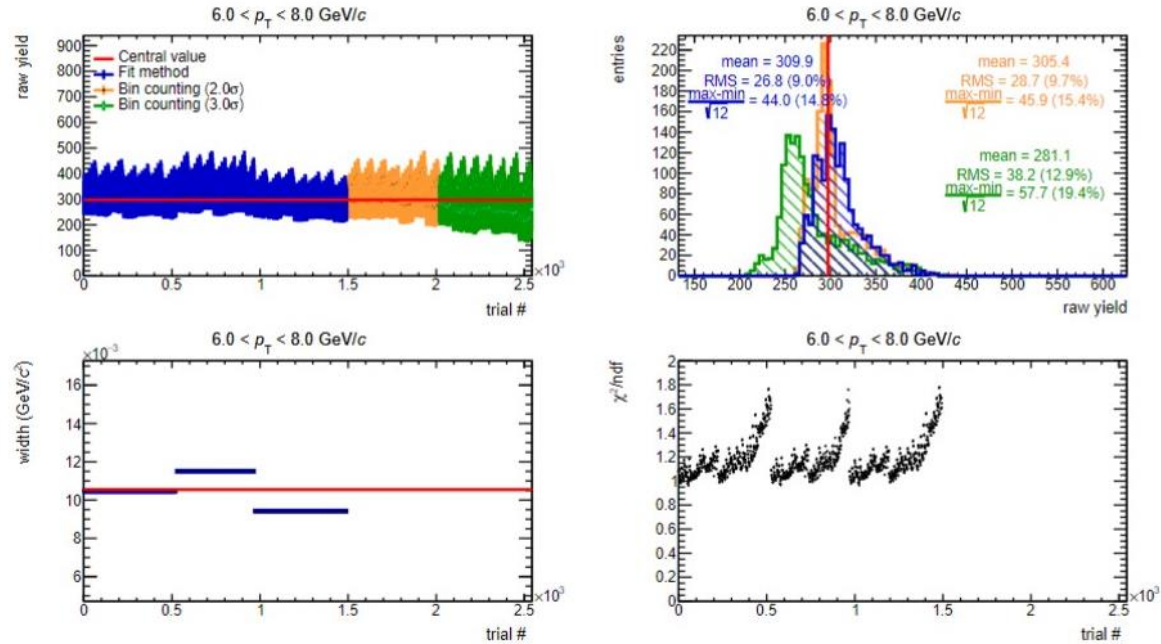 6.0 < pT < 8.0 GeV/c
raw yield
900
800
700
600
500
400
300
200
100
0
Central value
Fit method
Bin counting (2.0σ)
Bin counting (3.0σ)
0 0.5 1 1.5 2 2.5
×10³
trial #
6.0 < pT < 8.0 GeV/c
entries
220
200
180
160
140
120
100
80
60
40
20
0
mean = 309.9
RMS = 26.8 (9.0%)
max-min/√12 = 44.0 (14.8%)
mean = 305.4
RMS = 28.7 (9.7%)
max-min/√12 = 45.9 (15.4%)
mean = 281.1
RMS = 38.2 (12.9%)
max-min/√12 = 57.7 (19.4%)
150 200 250 300 350 400 450 500 550 600
raw yield
6.0 < pT < 8.0 GeV/c
×10⁻³
width (GeV/c²)
16
14
12
10
8
6
0 0.5 1 1.5 2 2.5
×10³
trial #
6.0 < pT < 8.0 GeV/c
χ²/ndf
2
1.8
1.6
1.4
1.2
1
0.8
0.6
0.4
0.2
0
0 0.5 1 1.5 2 2.5
×10³
trial #